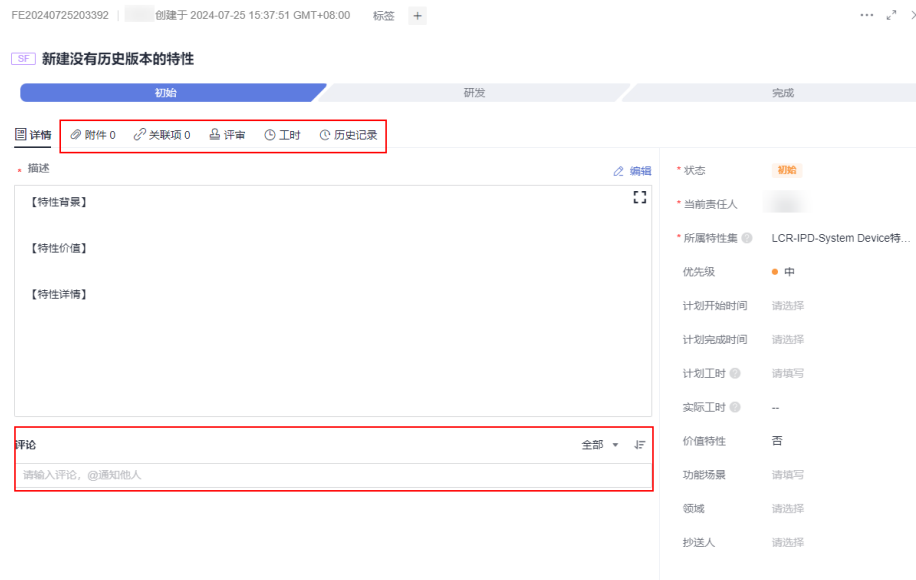 FE20240725203392 创建于 2024-07-25 15:37:51 GMT+08:00 标签 +
SF 新建没有历史版本的特性
初始 研发 完成
详情 附件 0 关联项 0 评审 工时 历史记录
* 描述 编辑
【特性背景】
【特性价值】
【特性详情】
评论 全部
请输入评论，@通知他人
* 状态 初始
* 当前责任人
* 所属特性集 LCR-IPD-System Device特...
优先级 中
计划开始时间 请选择
计划完成时间 请选择
计划工时 请填写
实际工时 --
价值特性 否
功能场景 请填写
领域 请选择
抄送人 请选择